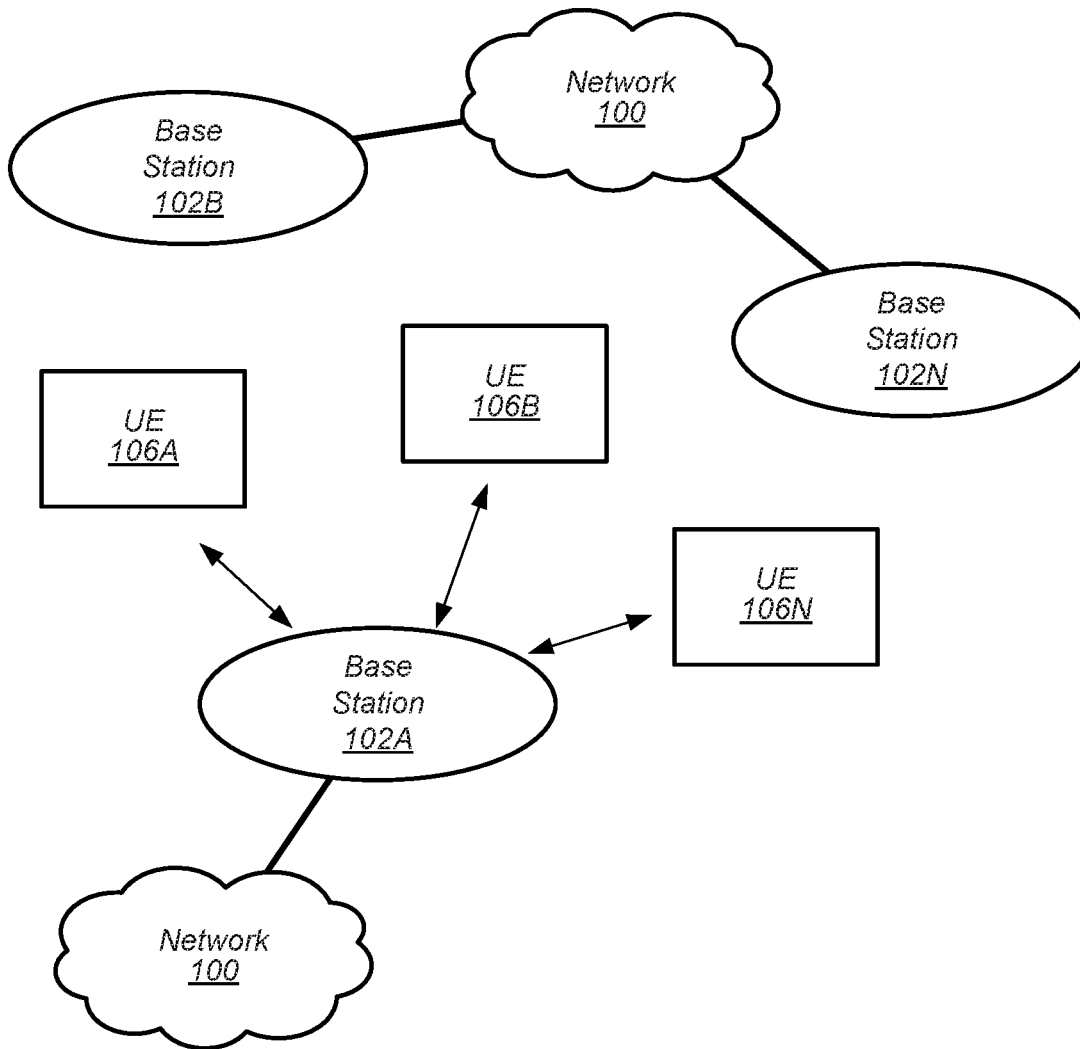 Network
100
Base
Station
102B
Base
Station
102N
UE
106B
UE
106A
UE
106N
Base
Station
102A
Network
100